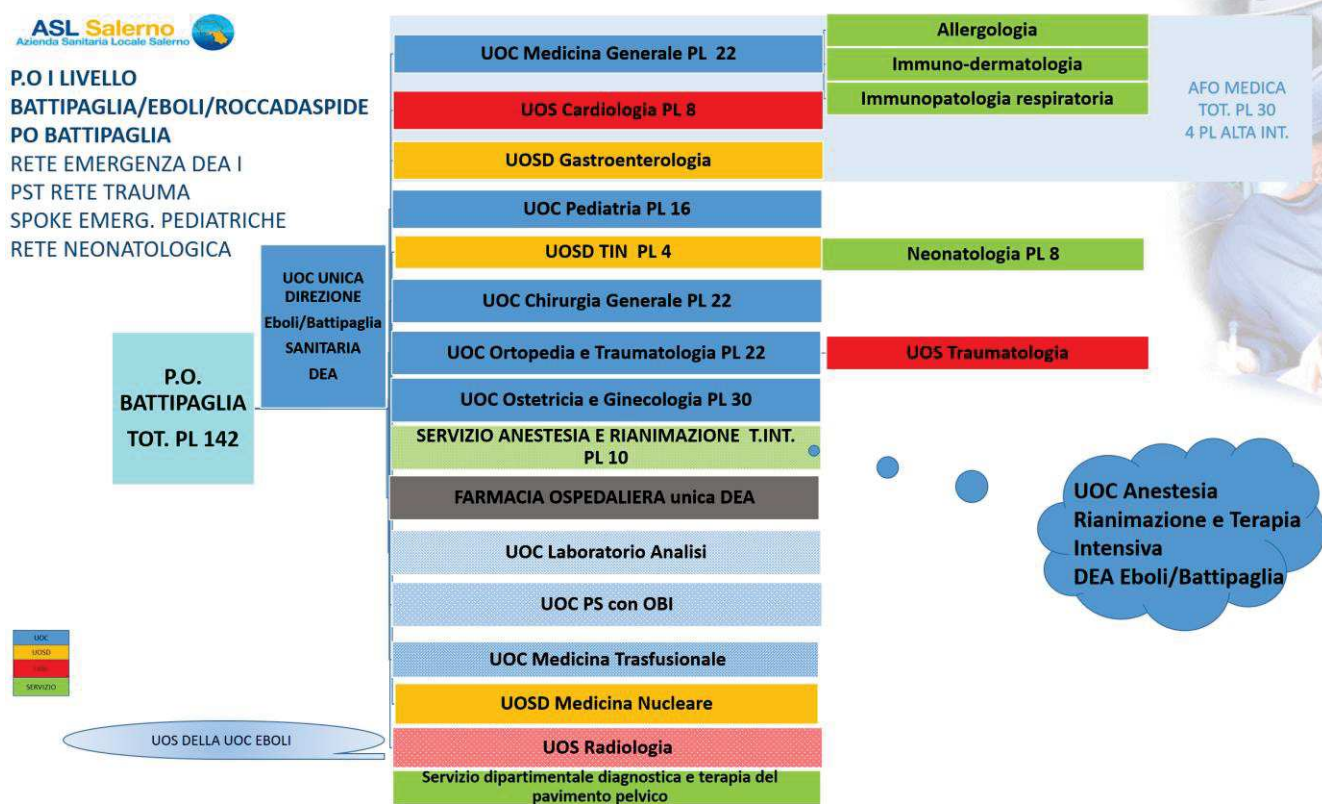 ASL Salerno
Azienda Sanitaria Locale Salerno
P.O I LIVELLO
BATTIPAGLIA/EBOLI/ROCCADASPIDE
PO BATTIPAGLIA
RETE EMERGENZA DEA I
PST RETE TRAUMA
SPOKE EMERG. PEDIATRICHE
RETE NEONATOLOGICA
P.O.
BATTIPAGLIA
TOT. PL 142
UOC UNICA
DIREZIONE
Eboli/Battipaglia
SANITARIA
DEA
UOC Medicina Generale PL 22
Allergologia
Immuno-dermatologia
Immunopatologia respiratoria
AFO MEDICA
TOT. PL 30
4 PL ALTA INT.
UOS Cardiologia PL 8
UOSD Gastroenterologia
UOC Pediatria PL 16
UOSD TIN PL 4
Neonatologia PL 8
UOC Chirurgia Generale PL 22
UOC Ortopedia e Traumatologia PL 22
UOS Traumatologia
UOC Ostetricia e Ginecologia PL 30
SERVIZIO ANESTESIA E RIANIMAZIONE T.INT.
PL 10
UOC Anestesia
Rianimazione e Terapia
Intensiva
DEA Eboli/Battipaglia
FARMACIA OSPEDALIERA unica DEA
UOC Laboratorio Analisi
UOC PS con OBI
UOC Medicina Trasfusionale
UOSD Medicina Nucleare
UOS Radiologia
Servizio dipartimentale diagnostica e terapia del
pavimento pelvico
UOC
UOSD
SERVIZIO
UOS DELLA UOC EBOLI